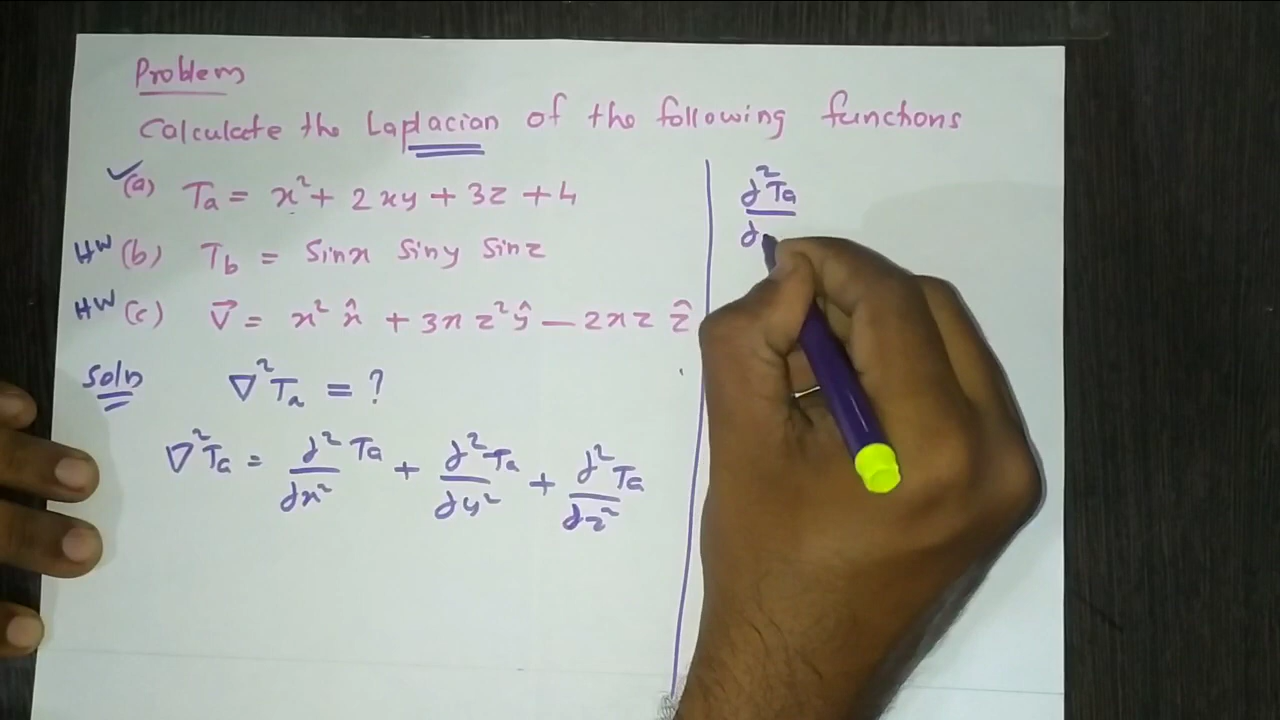 Problem
Calculate the Laplacian of the following functions
✓(a) Ta = x² + 2xy + 3z + 4
HW (b) T_b = Sinx Siny Sinz
HW (c) V⃗ = x² x̂ + 3xz² ŷ − 2xz ẑ
Soln ∇²Ta = ?
∇²Ta = ∂²Ta/∂x² + ∂²Ta/∂y² + ∂²Ta/∂z²
∂²Ta
∂